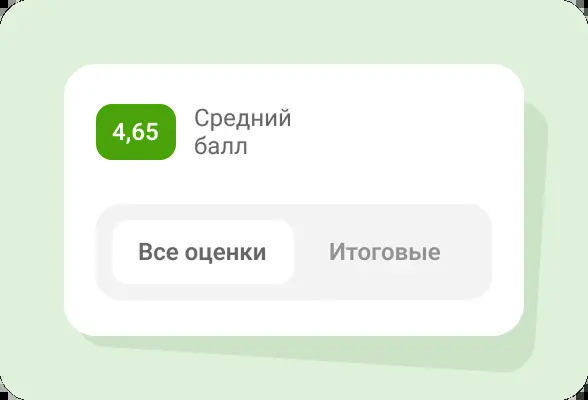 4,65
Средний
балл
Все оценки
Итоговые